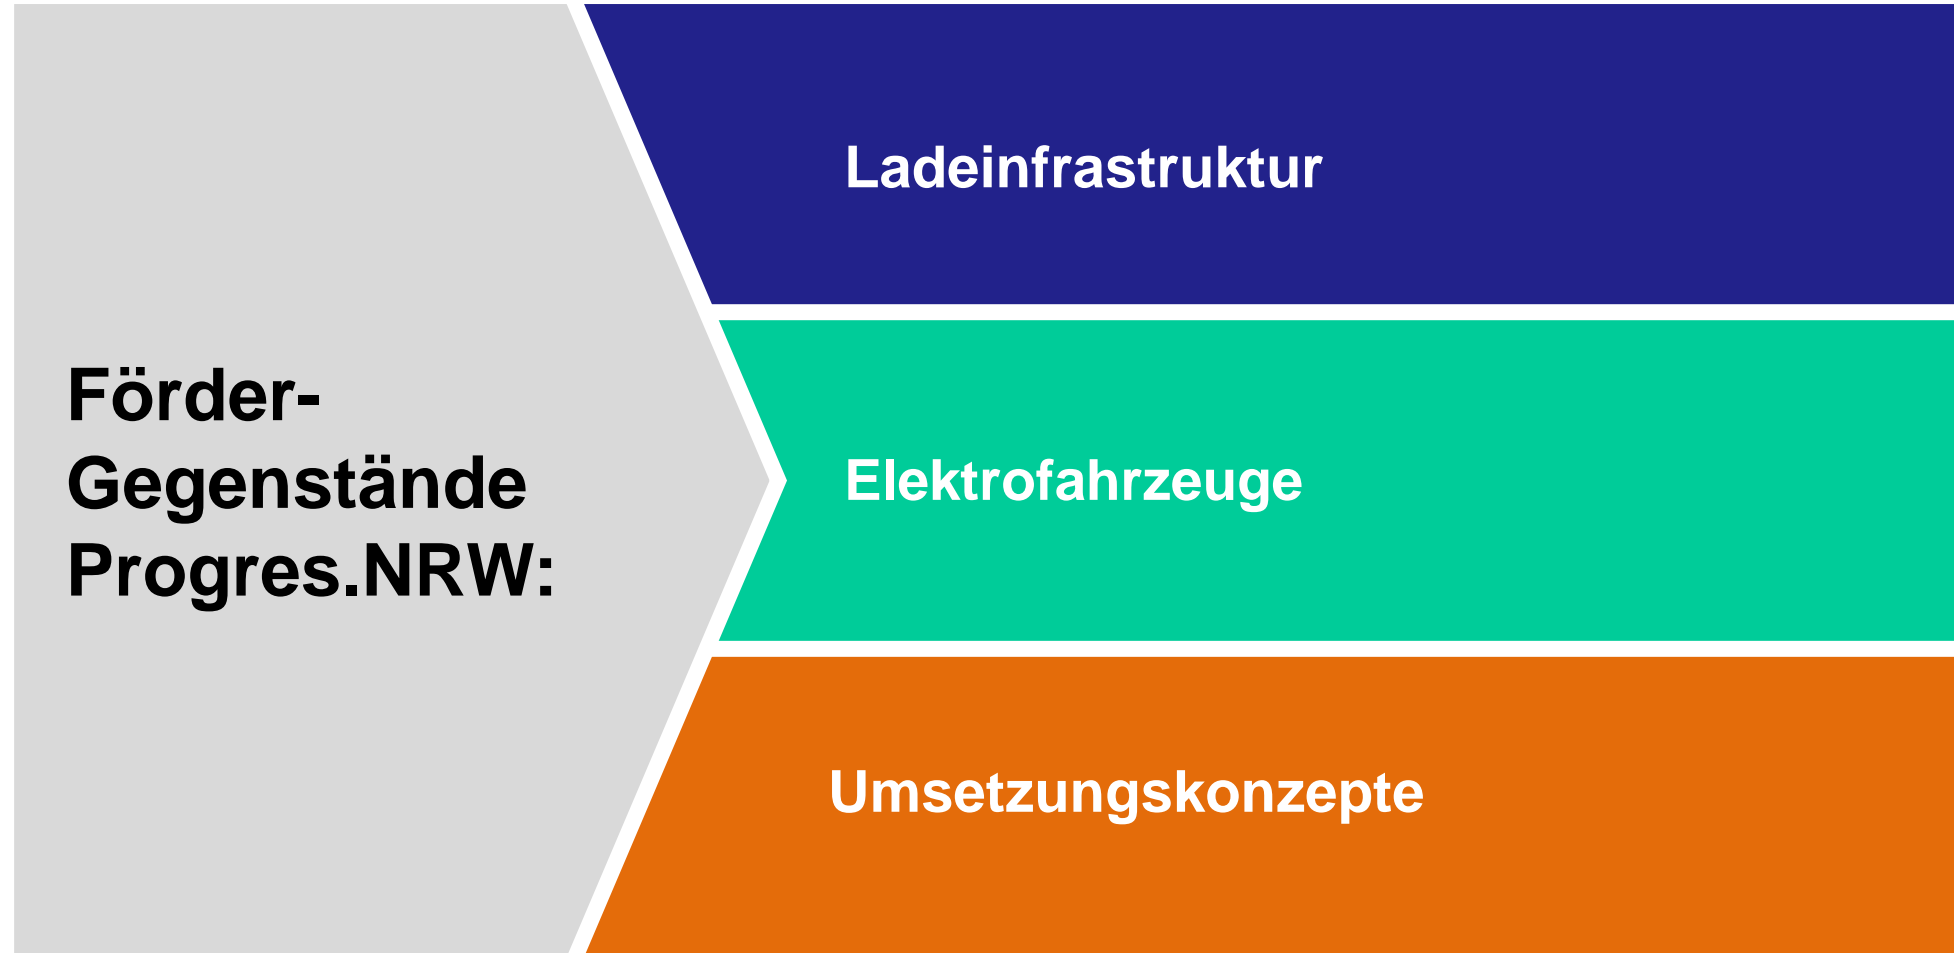 Förder-
Gegenstände
Progres.NRW:
Ladeinfrastruktur
Elektrofahrzeuge
Umsetzungskonzepte